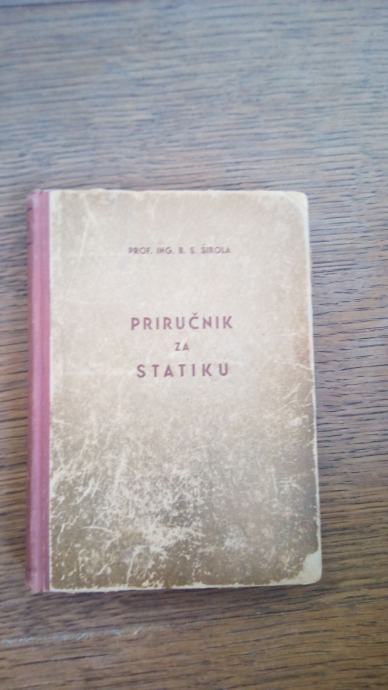 PROF. ING. B. S. ŠIROLA
PRIRUČNIK
ZA
STATIKU